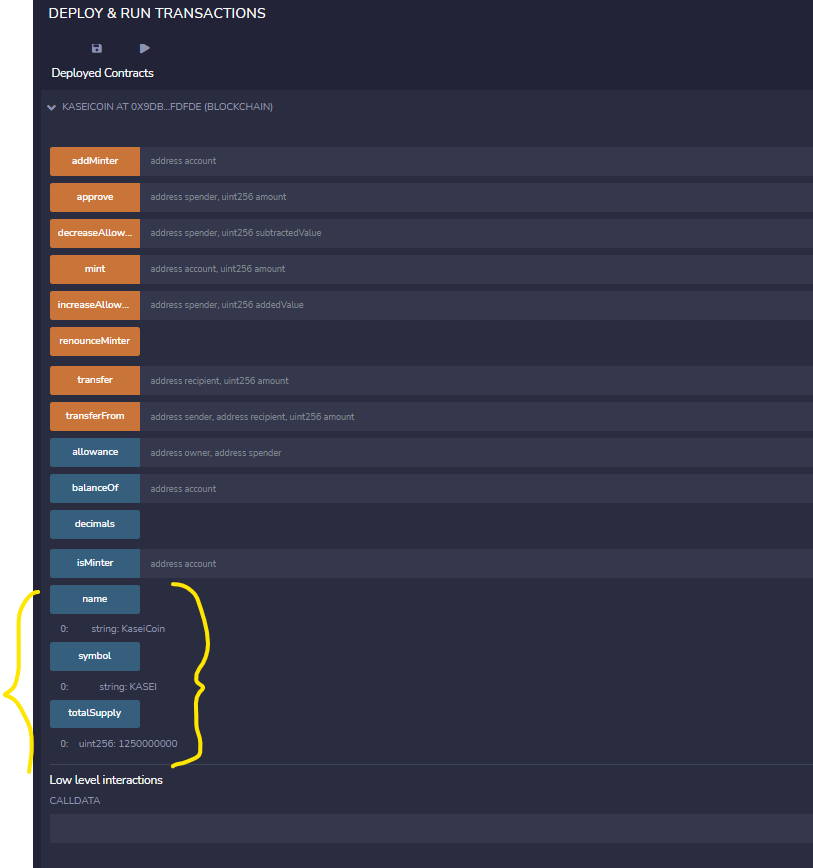 DEPLOY & RUN TRANSACTIONS
Deployed Contracts
KASEICOIN AT 0X9DB...FDFDE (BLOCKCHAIN)
addMinter address account
approve address spender, uint256 amount
decreaseAllow... address spender, uint256 subtractedValue
mint address account, uint256 amount
increaseAllow... address spender, uint256 addedValue
renounceMinter
transfer address recipient, uint256 amount
transferFrom address sender, address recipient, uint256 amount
allowance address owner, address spender
balanceOf address account
decimals
isMinter address account
name
0: string: KaseiCoin
symbol
0: string: KASEI
totalSupply
0: uint256: 1250000000
Low level interactions
CALLDATA